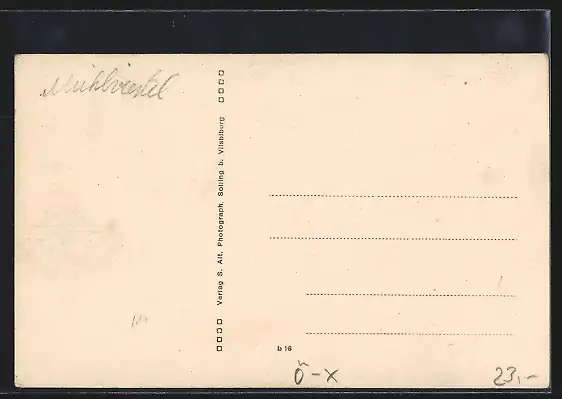 Mühlviertel
Verlag S. Alt, Photograph, Solling b. Vilsbiburg
b 16
Ö-X
23,-